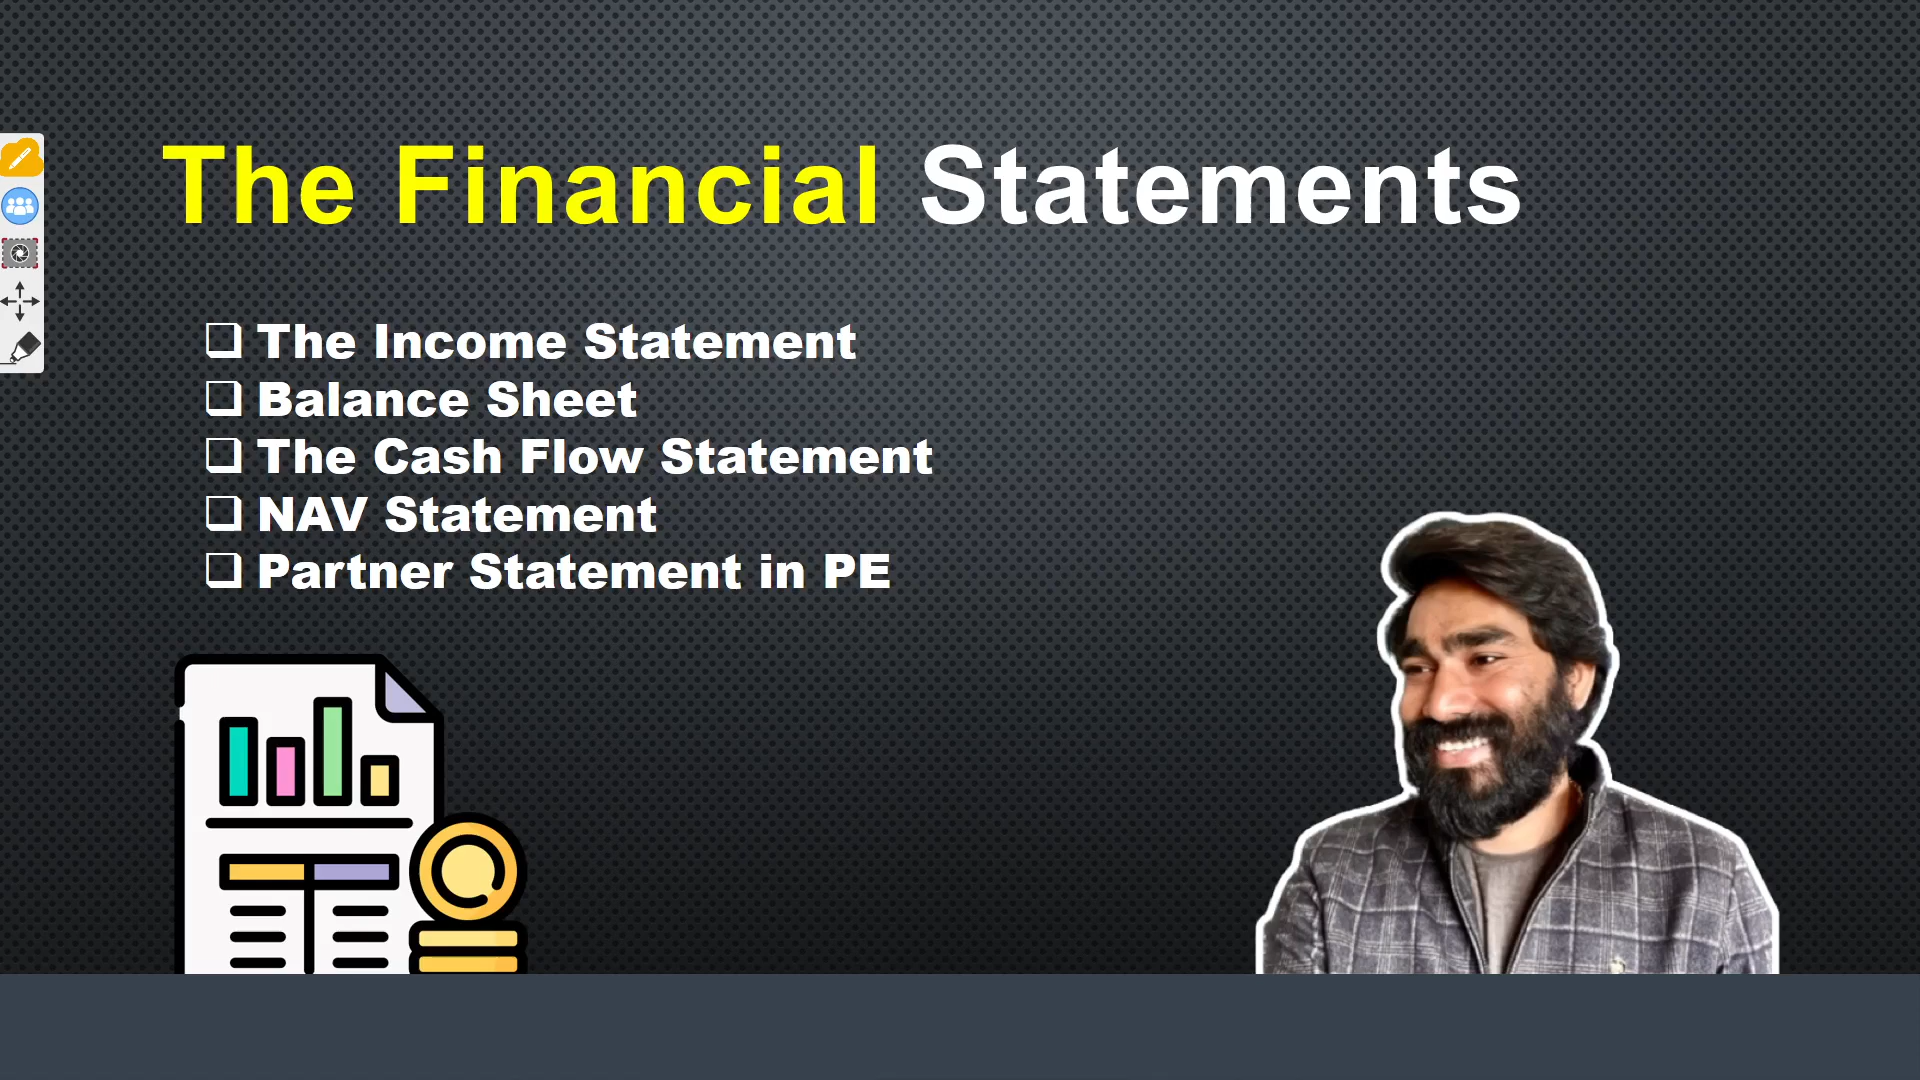 The Financial Statements
The Income Statement
Balance Sheet
The Cash Flow Statement
NAV Statement
Partner Statement in PE